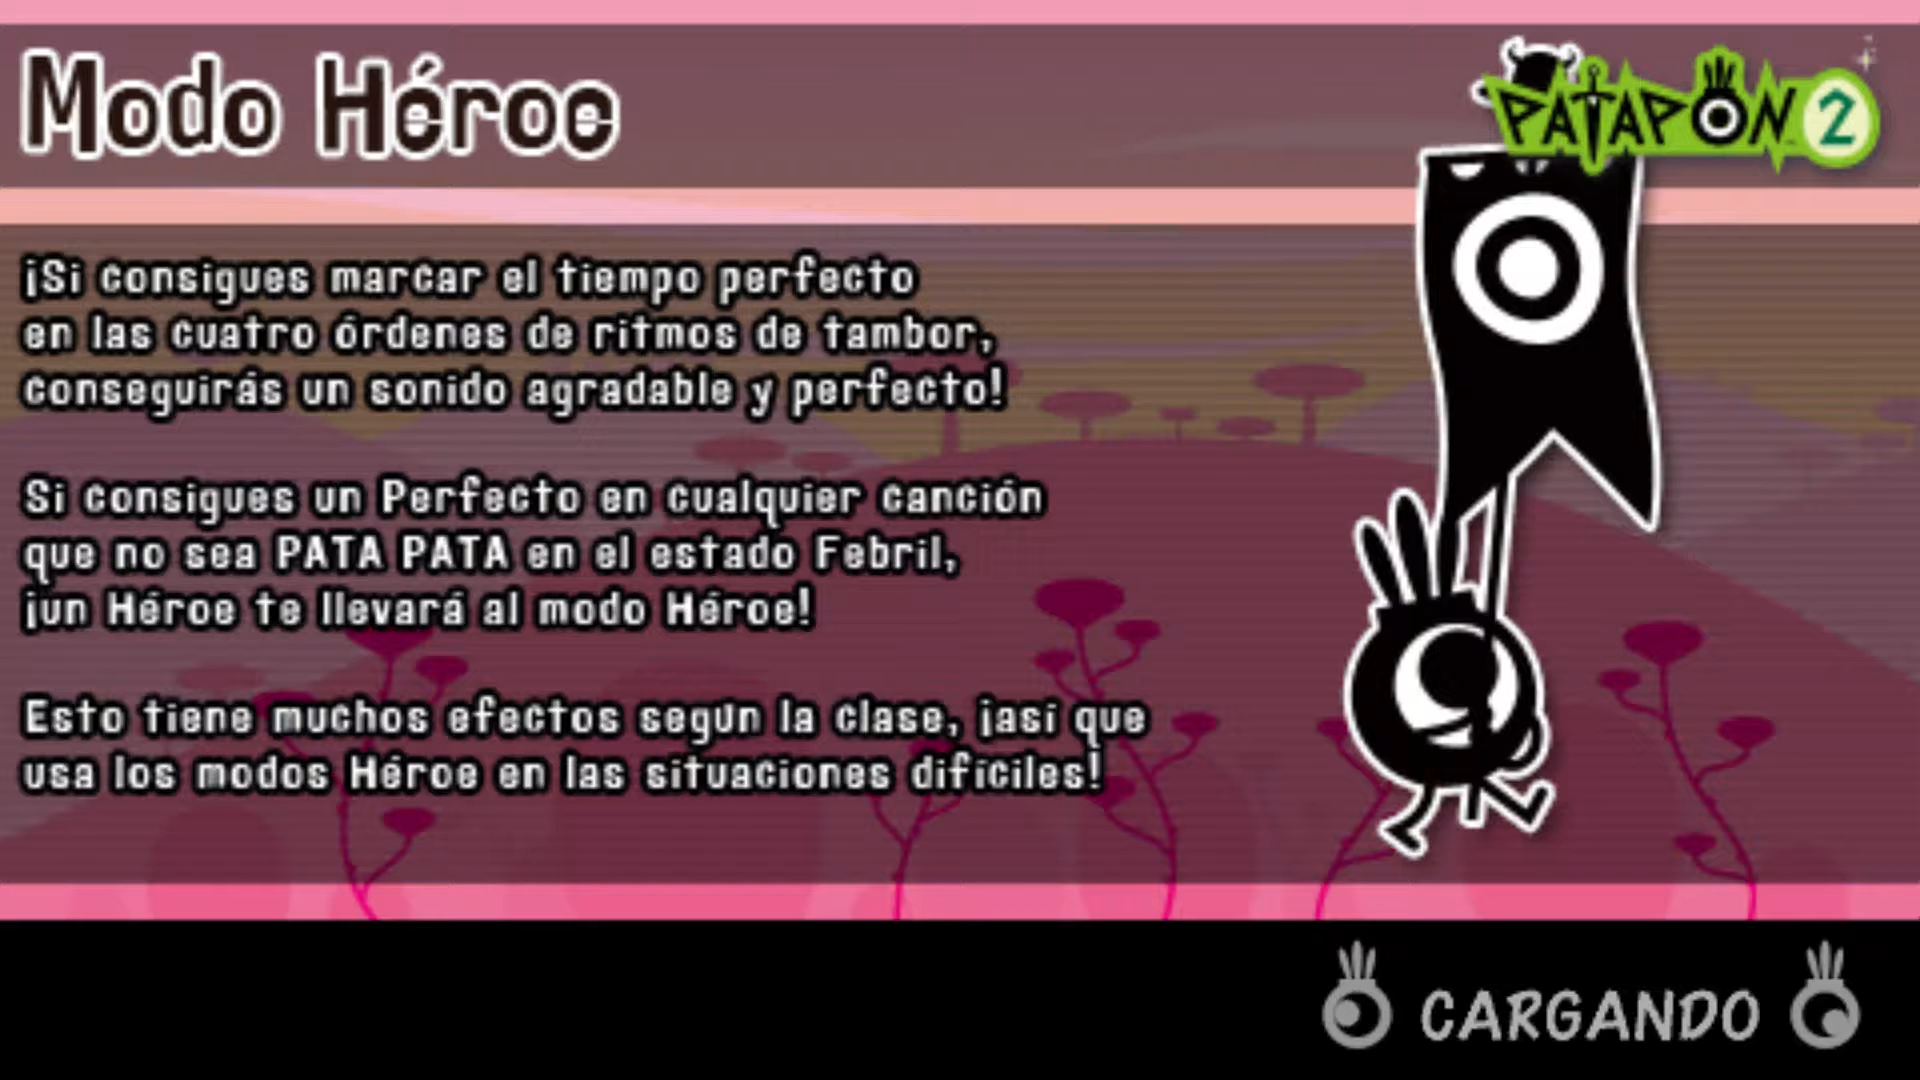 Modo Héroe
PATAPON 2
¡Si consigues marcar el tiempo perfecto
en las cuatro órdenes de ritmos de tambor,
conseguirás un sonido agradable y perfecto!
Si consigues un Perfecto en cualquier canción
que no sea PATA PATA en el estado Febril,
¡un Héroe te llevará al modo Héroe!
Esto tiene muchos efectos según la clase, ¡así que
usa los modos Héroe en las situaciones difíciles!
CARGANDO